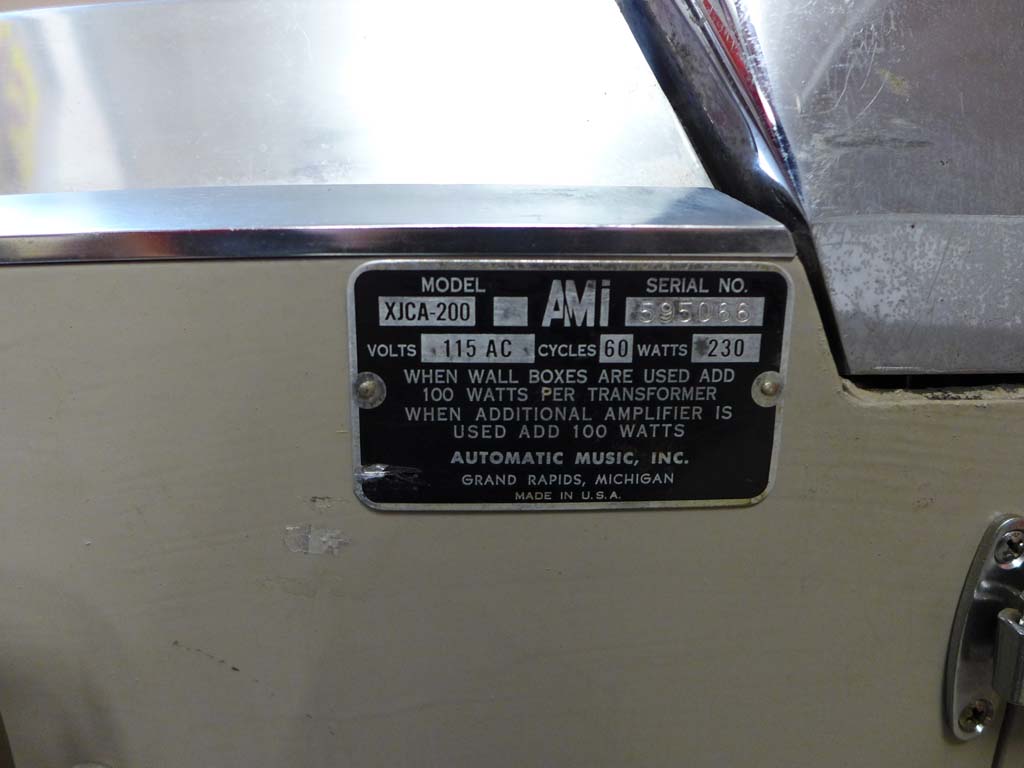 MODEL AMi SERIAL NO.
XJCA-200 595066
VOLTS 115 AC CYCLES 60 WATTS 230
WHEN WALL BOXES ARE USED ADD
100 WATTS PER TRANSFORMER
WHEN ADDITIONAL AMPLIFIER IS
USED ADD 100 WATTS
AUTOMATIC MUSIC, INC.
GRAND RAPIDS, MICHIGAN
MADE IN U.S.A.